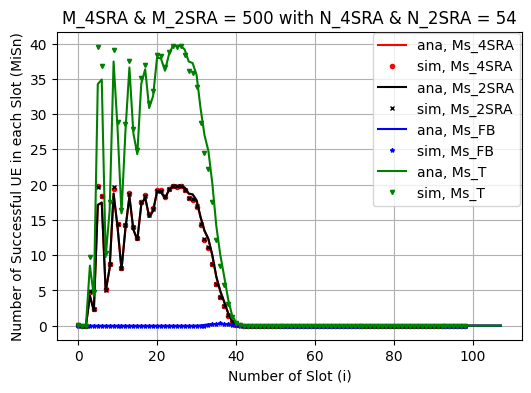 M_4SRA & M_2SRA = 500 with N_4SRA & N_2SRA = 54
Number of Successful UE in each Slot (MiSn)
40
35
30
25
20
15
10
5
0
ana, Ms_4SRA
sim, Ms_4SRA
ana, Ms_2SRA
sim, Ms_2SRA
ana, Ms_FB
sim, Ms_FB
ana, Ms_T
sim, Ms_T
0 20 40 60 80 100
Number of Slot (i)